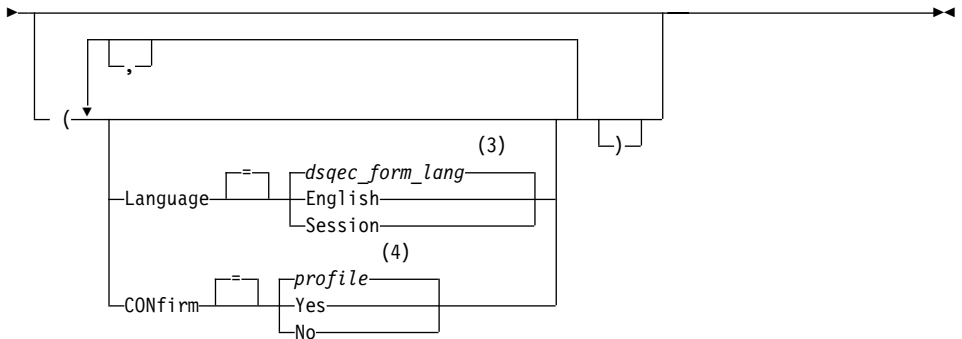 ,
(
)
(3)
=
dsqec_form_lang
Language
English
Session
(4)
=
profile
CONfirm
Yes
No